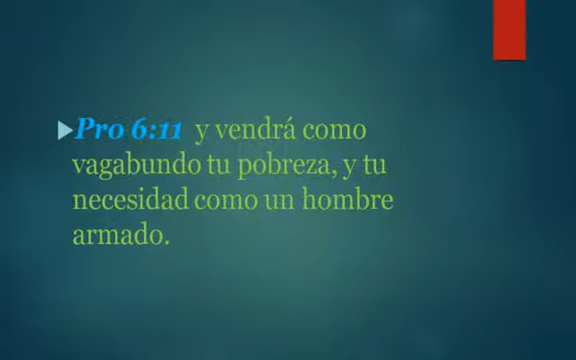 Pro 6:11 y vendrá como
vagabundo tu pobreza, y tu
necesidad como un hombre
armado.